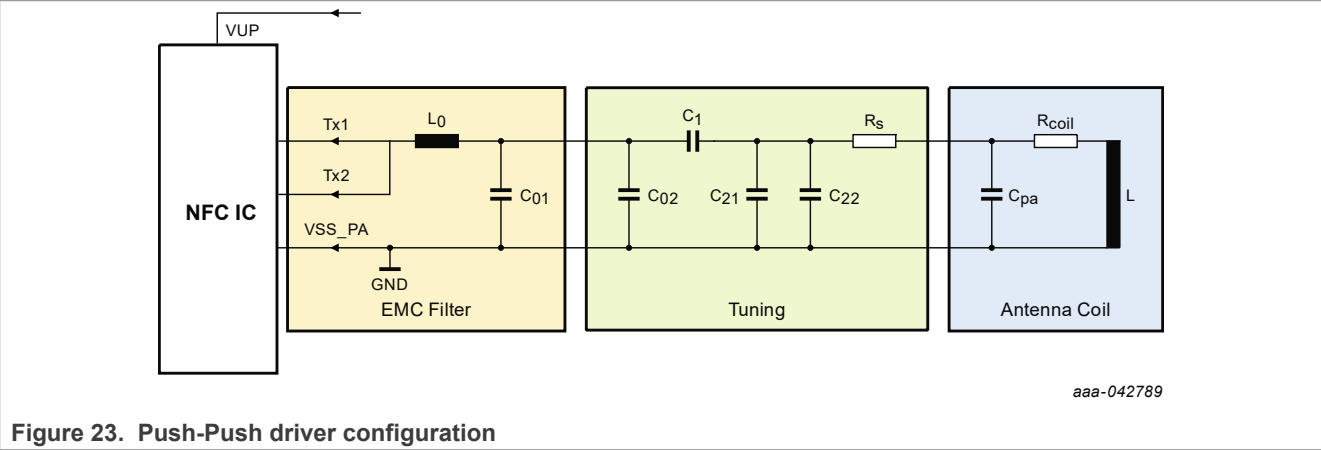 VUP
Tx1
L0
C1
Rs
Rcoil
Tx2
NFC IC
C01
C02
C21
C22
Cpa
L
VSS_PA
GND
EMC Filter
Tuning
Antenna Coil
aaa-042789
Figure 23. Push-Push driver configuration